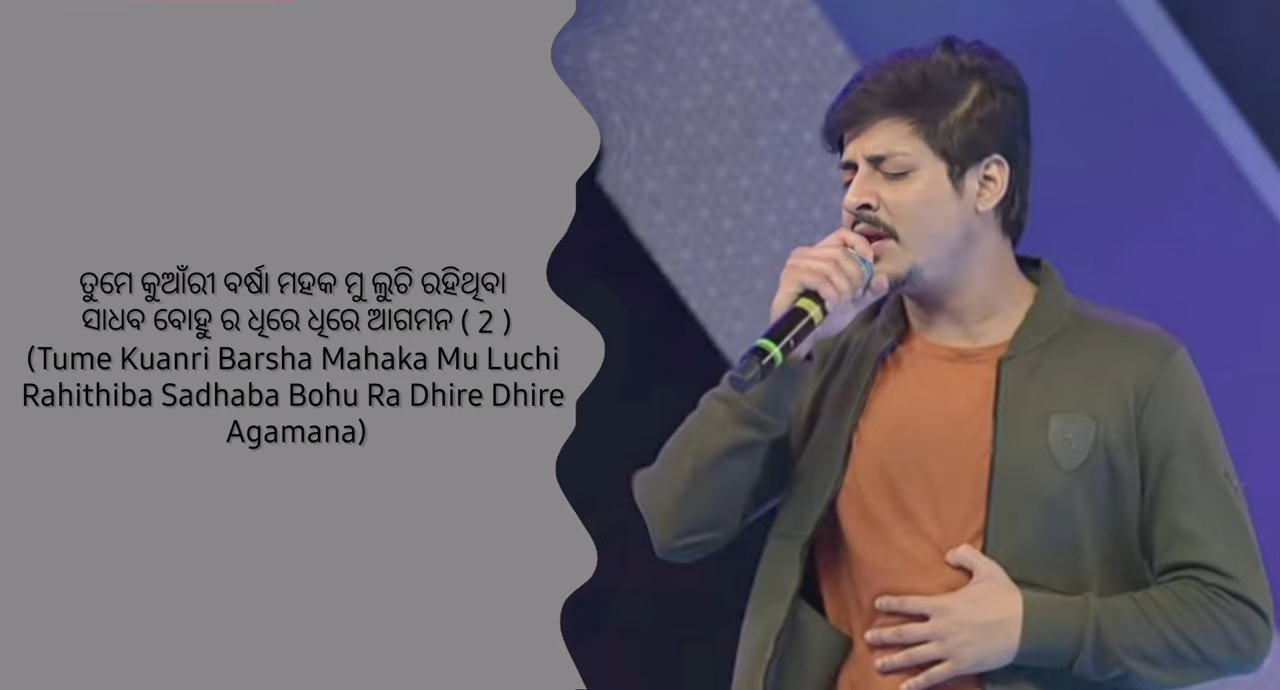 ତୁମେ କୁଆଁରୀ ବର୍ଷା ମହକ ମୁ ଲୁଚି ରହିଥିବା
ସାଧବ ବୋହୁ ର ଧିରେ ଧିରେ ଆଗମନ ( 2 )
(Tume Kuanri Barsha Mahaka Mu Luchi
Rahithiba Sadhaba Bohu Ra Dhire Dhire
Agamana)